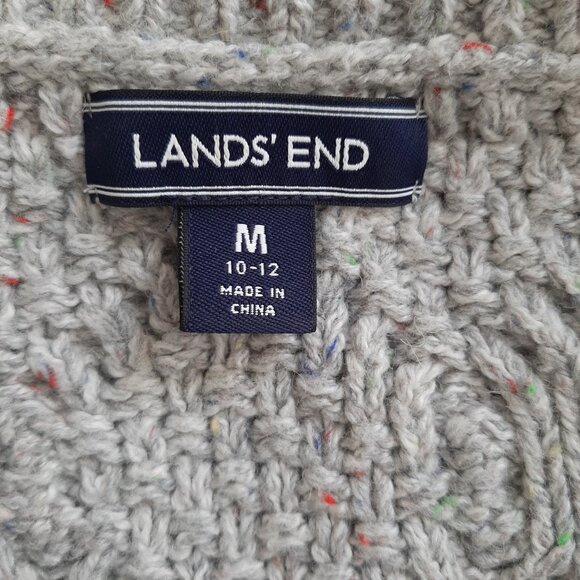 LANDS' END
M
10-12
MADE IN
CHINA